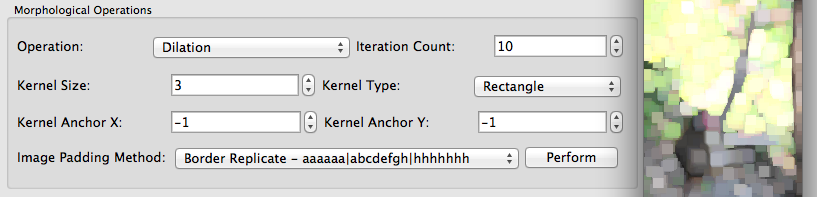 Morphological Operations
Operation: Dilation Iteration Count: 10
Kernel Size: 3 Kernel Type: Rectangle
Kernel Anchor X: -1 Kernel Anchor Y: -1
Image Padding Method: Border Replicate - aaaaaa|abcdefgh|hhhhhhh Perform